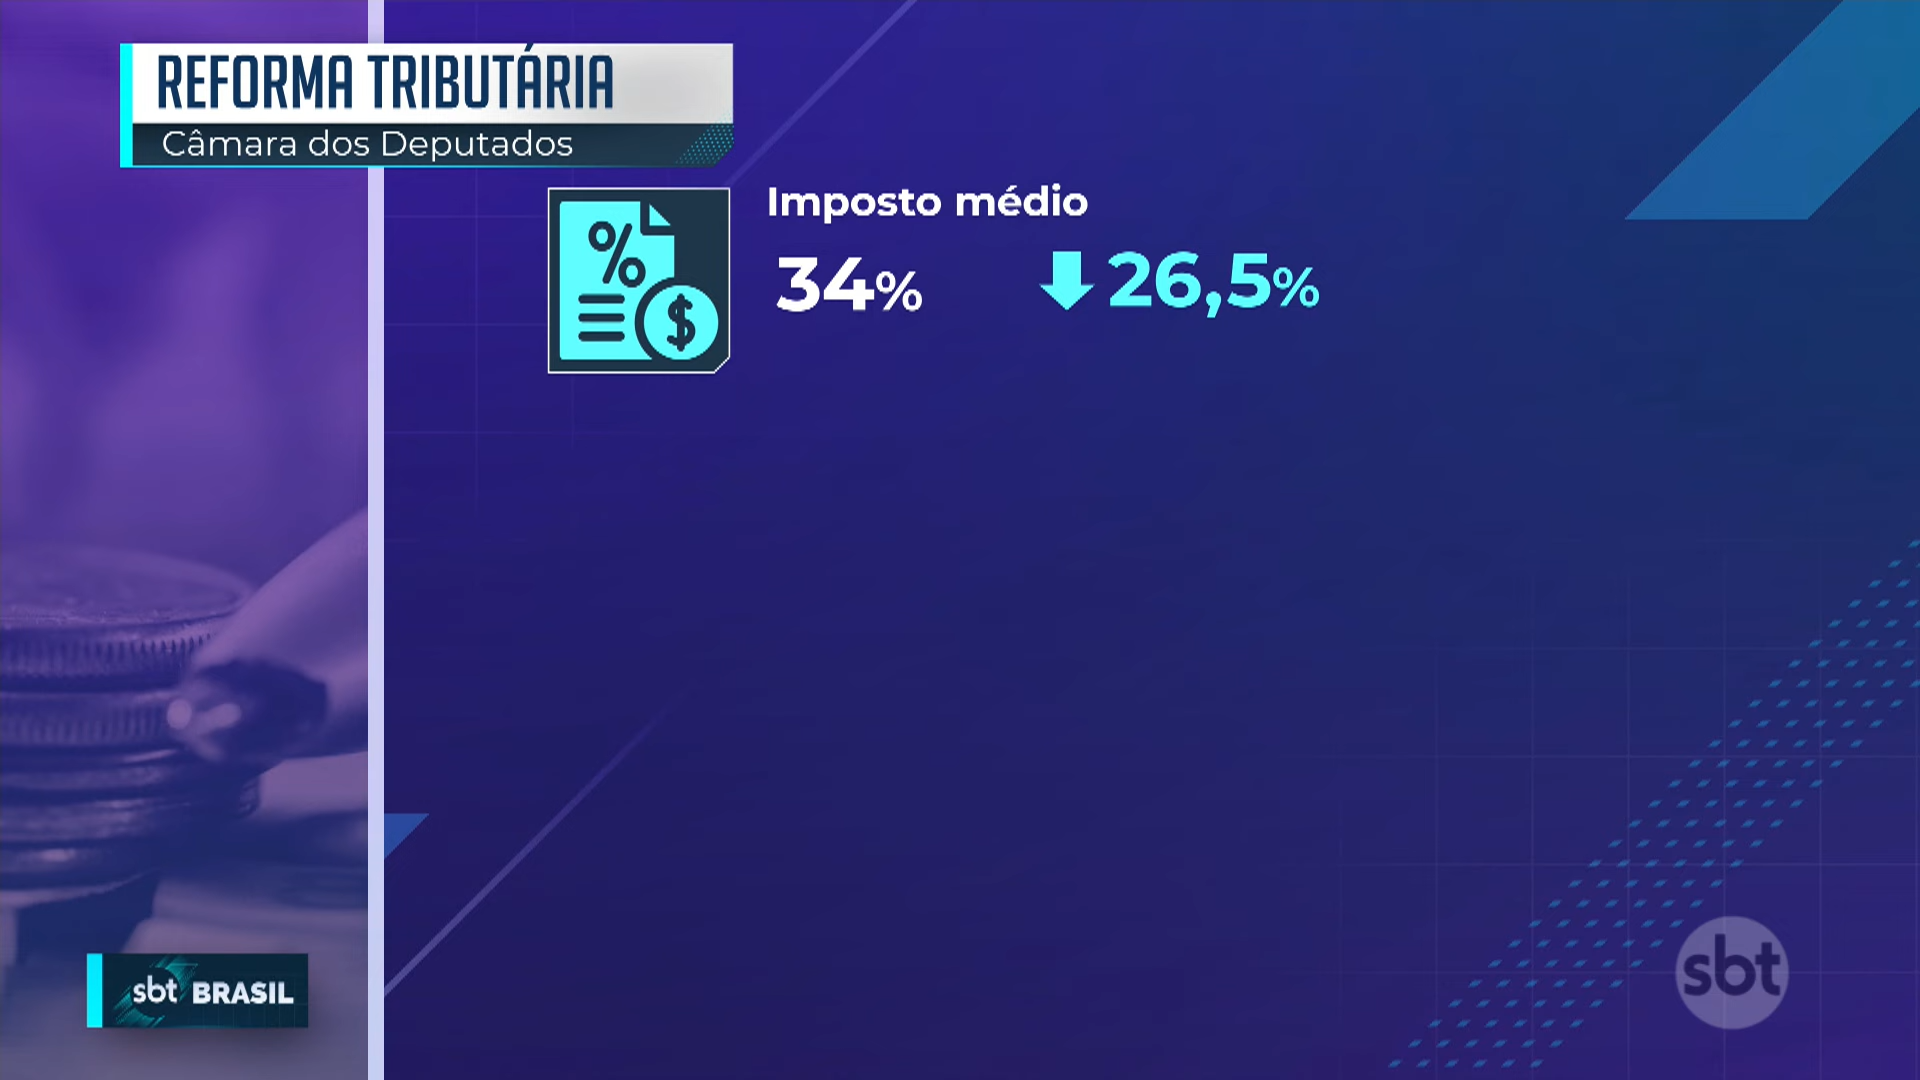 REFORMA TRIBUTÁRIA
Câmara dos Deputados
Imposto médio
34% 26,5%
%
$
sbt BRASIL
sbt